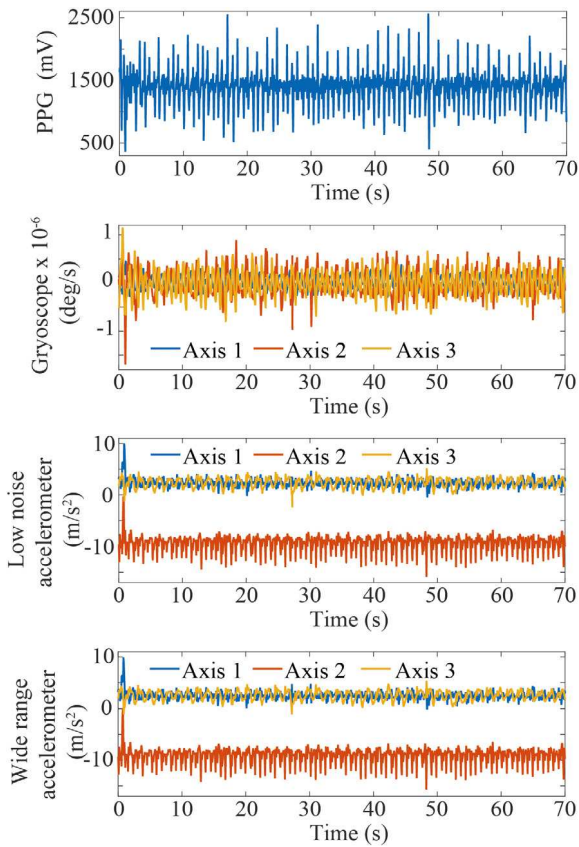 PPG (mV)
2500
1500
500
0 10 20 30 40 50 60 70
Time (s)
Gryoscope x 10-6
(deg/s)
1
0
-1
Axis 1 Axis 2 Axis 3
0 10 20 30 40 50 60 70
Time (s)
Low noise
accelerometer
(m/s2)
10
0
-10
Axis 1 Axis 2 Axis 3
0 10 20 30 40 50 60 70
Time (s)
Wide range
accelerometer
(m/s2)
10
0
-10
Axis 1 Axis 2 Axis 3
0 10 20 30 40 50 60 70
Time (s)